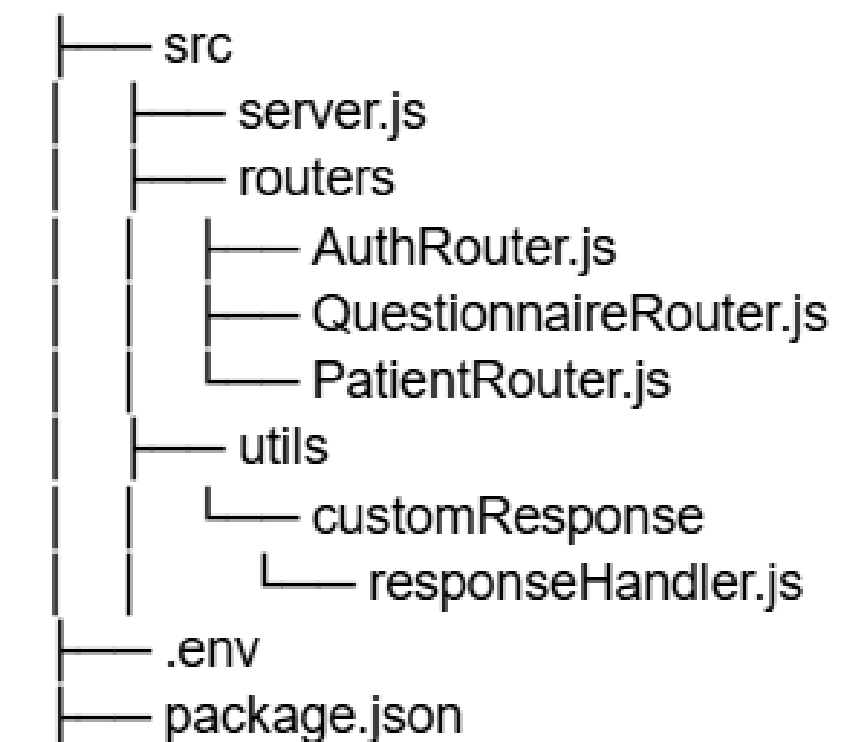 ├── src
│   ├── server.js
│   ├── routers
│   │   ├── AuthRouter.js
│   │   ├── QuestionnaireRouter.js
│   │   └── PatientRouter.js
│   ├── utils
│   │   └── customResponse
│   │       └── responseHandler.js
├── .env
├── package.json